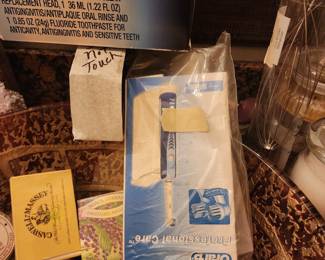 REPLACEMENT HEAD, 1 36 ML (1.22 FL OZ)
ANTIGINGIVITIS/ANTIPLAQUE ORAL RINSE AND
1 0.85 OZ (24g) FLUORIDE TOOTHPASTE FOR
ANTICAVITY, ANTIGINGIVITIS AND SENSITIVE TEETH
Not
Touch
CASWELL-MASSEY
Professional Care
Oral-B